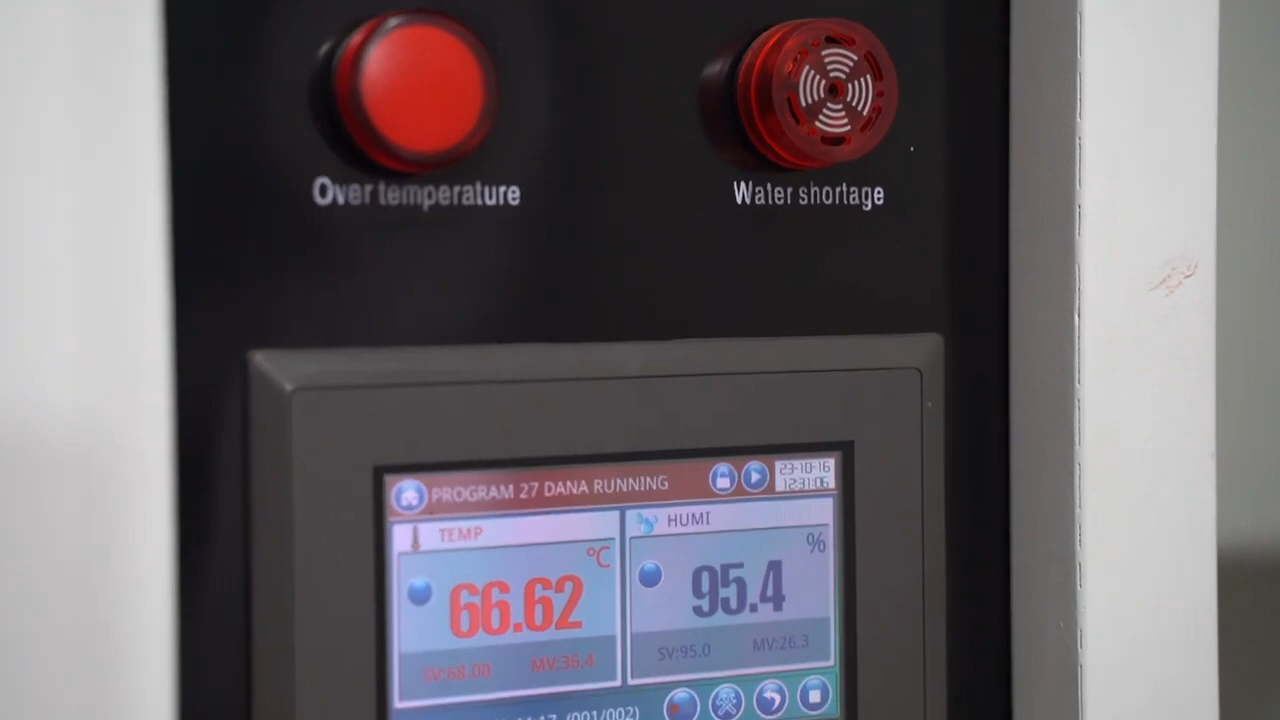 Over temperature
Water shortage
PROGRAM 27 DANA RUNNING
23-10-16
12:31:06
TEMP
°C
66.62
SV:68.00 MV:36.4
HUMI
%
95.4
SV:95.0 MV:26.3
(001/002)